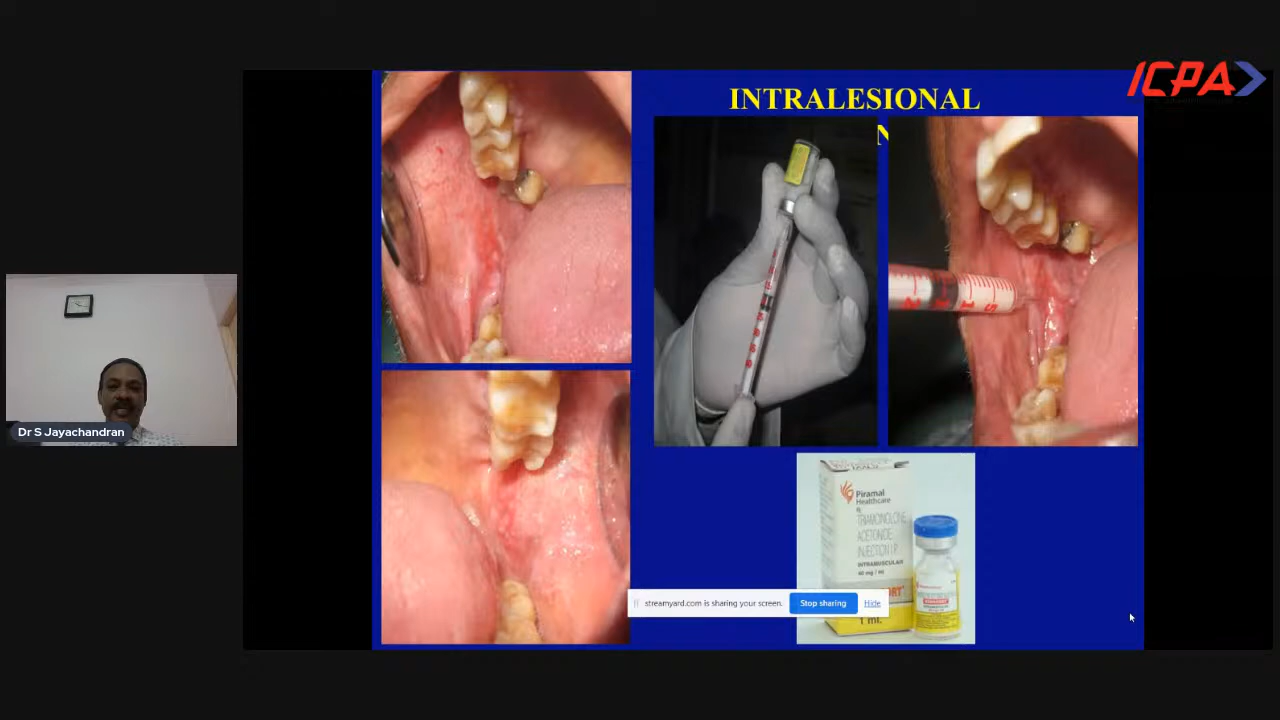 ICPA
INTRALESIONAL
N
Piramal
Healthcare
TRIAMCINOLONE
ACETONIDE
INJECTION I.P.
INTRAMUSCULAR
40 mg / ml
1 ml.
Dr S Jayachandran
streamyard.com is sharing your screen.
Stop sharing
Hide